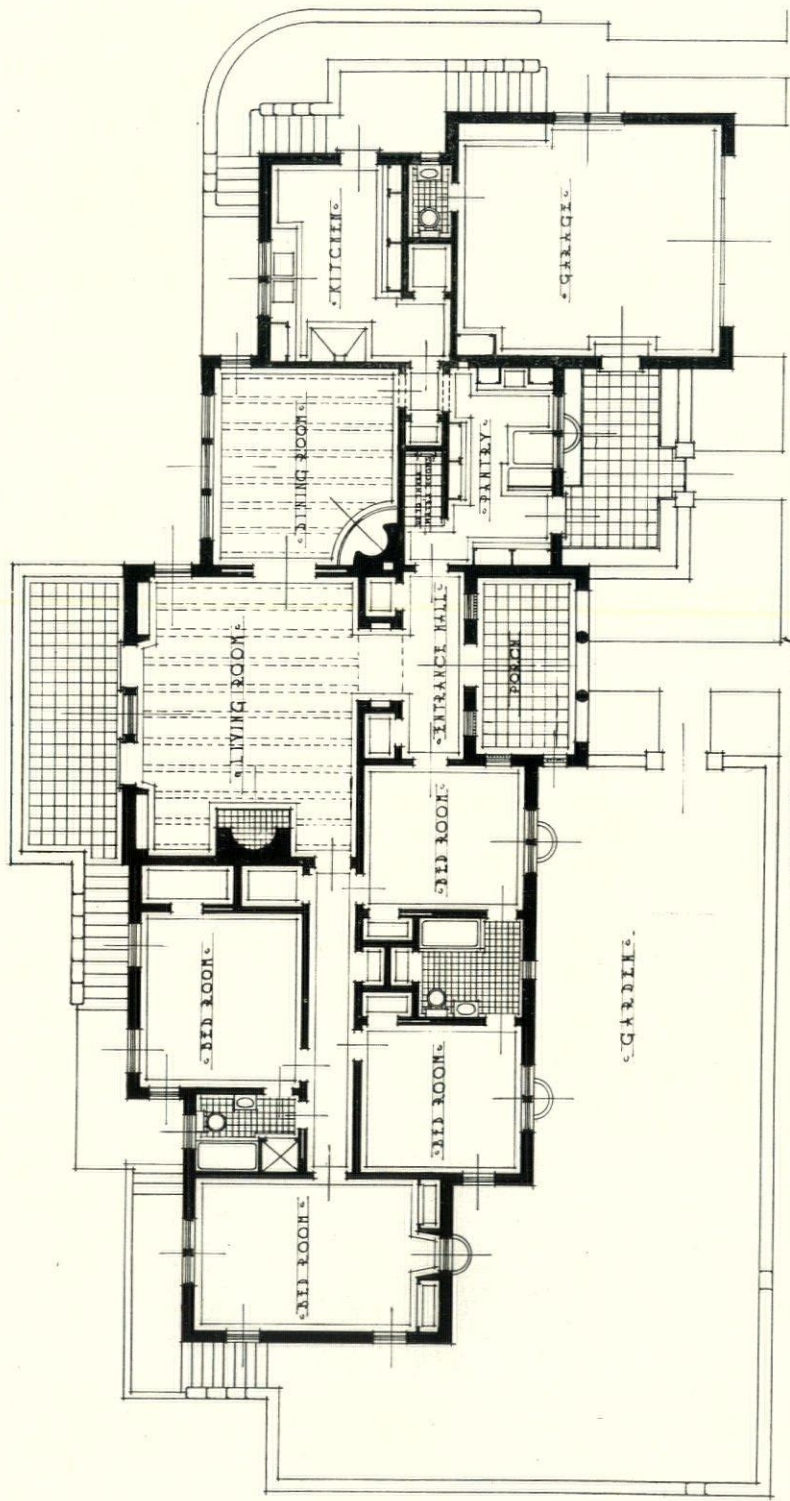 KITCHEN
GARAGE
DINING ROOM
PANTRY
LIVING ROOM
ENTRANCE HALL
PORCH
BED ROOM
BED ROOM
GARDEN
BED ROOM
BED ROOM